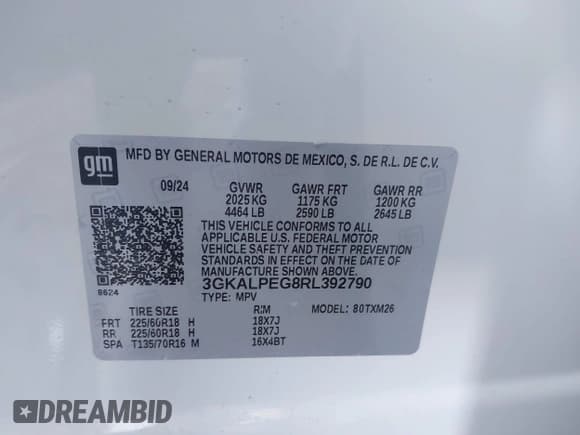 gm
MFD BY GENERAL MOTORS DE MEXICO, S. DE R.L. DE C.V.
09/24 GVWR GAWR FRT GAWR RR
2025 KG 1175 KG 1200 KG
4464 LB 2590 LB 2645 LB
THIS VEHICLE CONFORMS TO ALL
APPLICABLE U.S. FEDERAL MOTOR
VEHICLE SAFETY AND THEFT PREVENTION
STANDARDS IN EFFECT ON THE DATE OF
MANUFACTURE SHOWN ABOVE.
8624
3GKALPEG8RL392790
TYPE: MPV MODEL: 80TXM26
TIRE SIZE RIM
FRT 225/60R18 H 18X7J
RR 225/60R18 H 18X7J
SPA T135/70R16 M 16X4BT
DREAMBID